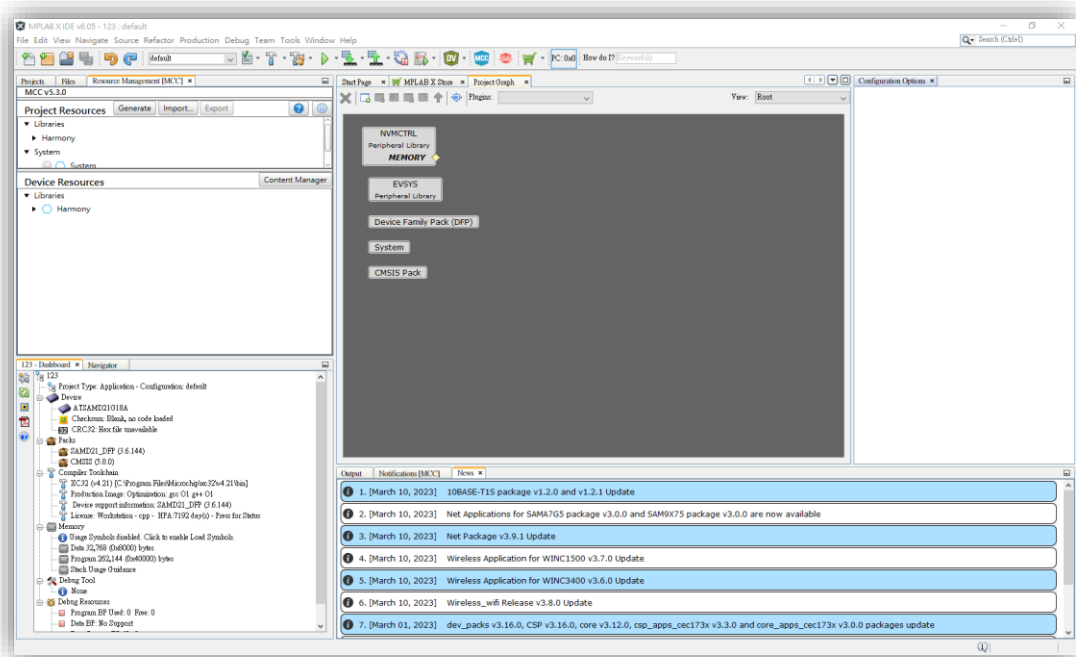 MPLAB X IDE v6.05 - 123 : default
File Edit View Navigate Source Refactor Production Debug Team Tools Window Help
Search (Ctrl+I)
default
DV
MCC
PC: 0x0
How do I?
Keyword(s)
Projects Files Resource Management [MCC]
MCC v5.3.0
Project Resources Generate Import... Export
Libraries
Harmony
System
System
Device Resources Content Manager
Libraries
Harmony
Start Page MPLAB X Store Project Graph
Plugins: View: Root
NVMCTRL
Peripheral Library
MEMORY
EVSYS
Peripheral Library
Device Family Pack (DFP)
System
CMSIS Pack
Configuration Options
123 - Dashboard Navigator
123
Project Type: Application - Configuration: default
Device
ATSAMD21G18A
Checksum: Blank, no code loaded
CRC32: Hex file unavailable
Packs
SAMD21_DFP (3.6.144)
CMSIS (5.8.0)
Compiler Toolchain
XC32 (v4.21) [C:\Program Files\Microchip\xc32\v4.21\bin]
Production Image: Optimization: gcc O1 g++ O1
Device support information: SAMD21_DFP (3.6.144)
License: Workstation - cpp - HPA:7192 day(s) - Press for Status
Memory
Usage Symbols disabled. Click to enable Load Symbols.
Data 32,768 (0x8000) bytes
Program 262,144 (0x40000) bytes
Stack Usage Guidance
Debug Tool
None
Debug Resources
Program BP Used: 0 Free: 0
Data BP: No Support
Output Notifications [MCC] News
1. [March 10, 2023] 10BASE-T1S package v1.2.0 and v1.2.1 Update
2. [March 10, 2023] Net Applications for SAMA7G5 package v3.0.0 and SAM9X75 package v3.0.0 are now available
3. [March 10, 2023] Net Package v3.9.1 Update
4. [March 10, 2023] Wireless Application for WINC1500 v3.7.0 Update
5. [March 10, 2023] Wireless Application for WINC3400 v3.6.0 Update
6. [March 10, 2023] Wireless_wifi Release v3.8.0 Update
7. [March 01, 2023] dev_packs v3.16.0, CSP v3.16.0, core v3.12.0, csp_apps_cec173x v3.3.0 and core_apps_cec173x v3.0.0 packages update